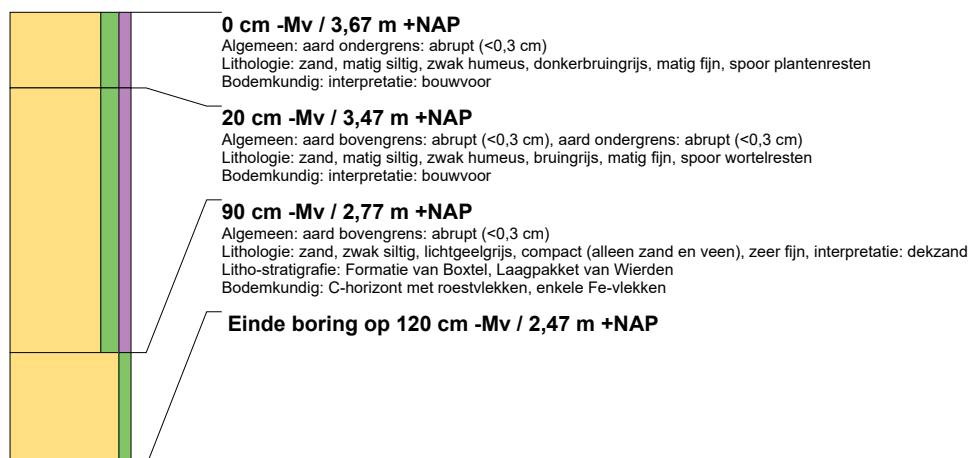 0 cm -Mv / 3,67 m +NAP
Algemeen: aard ondergrens: abrupt (<0,3 cm)
Lithologie: zand, matig siltig, zwak humeus, donkerbruingrijs, matig fijn, spoor plantenresten
Bodemkundig: interpretatie: bouwvoor
20 cm -Mv / 3,47 m +NAP
Algemeen: aard bovengrens: abrupt (<0,3 cm), aard ondergrens: abrupt (<0,3 cm)
Lithologie: zand, matig siltig, zwak humeus, bruingrijs, matig fijn, spoor wortelresten
Bodemkundig: interpretatie: bouwvoor
90 cm -Mv / 2,77 m +NAP
Algemeen: aard bovengrens: abrupt (<0,3 cm)
Lithologie: zand, zwak siltig, lichtgeelgrijs, compact (alleen zand en veen), zeer fijn, interpretatie: dekzand
Litho-stratigrafie: Formatie van Boxtel, Laagpakket van Wierden
Bodemkundig: C-horizont met roestvlekken, enkele Fe-vlekken
Einde boring op 120 cm -Mv / 2,47 m +NAP